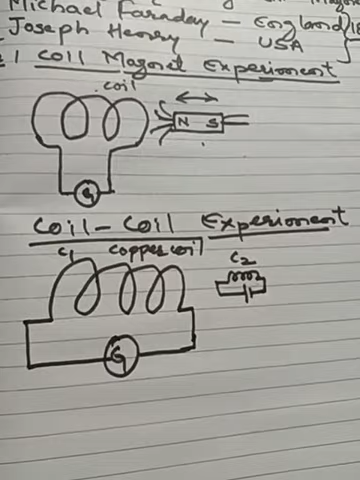 Michael Faraday - England
Joseph Henry - USA
1 Coil Magnet Experiment
coil
N S
G
Coil-Coil Experiment
C1 copper coil
C2
G